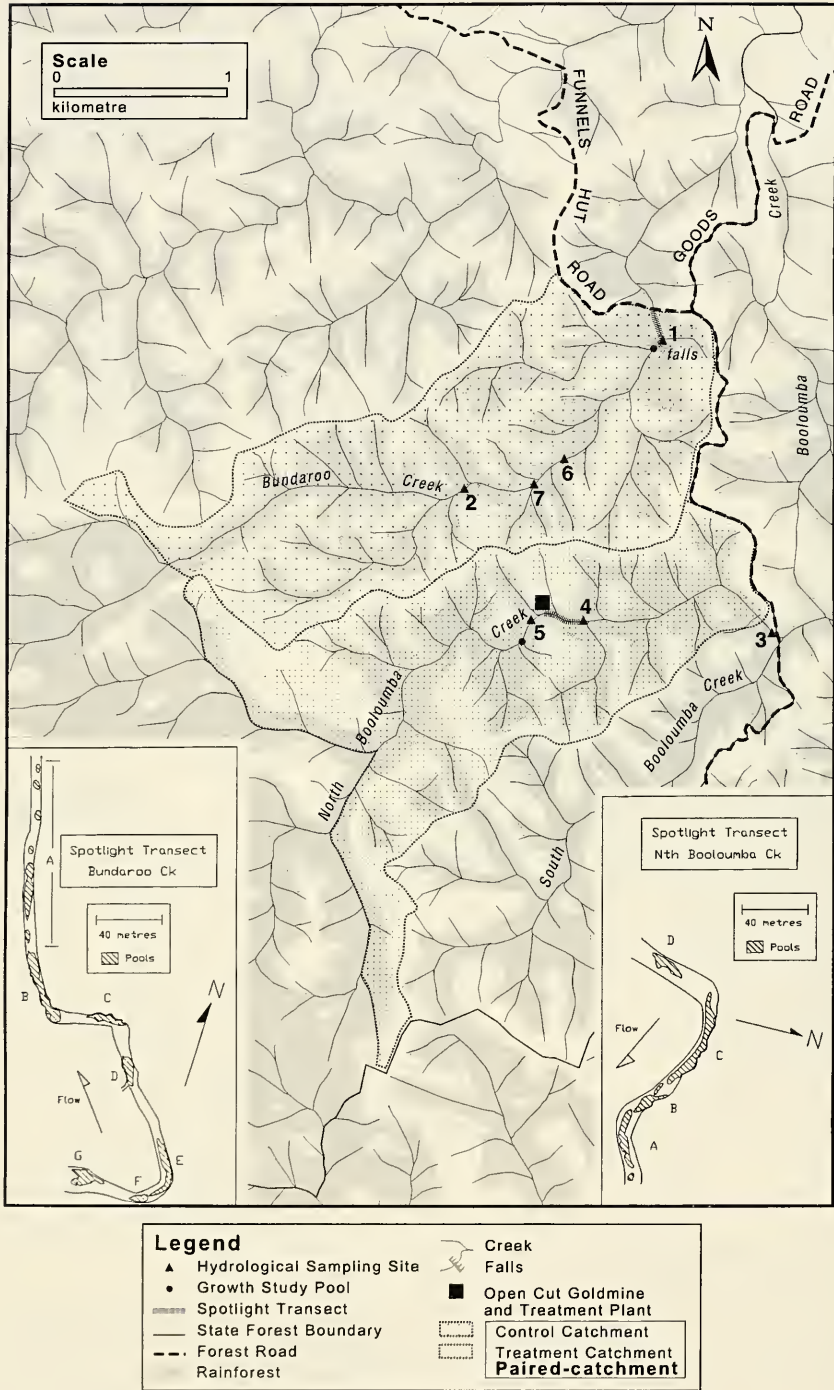 Scale
0 1
kilometre
N
FUNNELS
HUT
ROAD
GOODS
ROAD
Creek
Booloumba
1
falls
Bundaroo Creek
2
6
7
Creek
4
5
3
Booloumba Creek
Booloumba
North
South
Spotlight Transect
Bundaroo Ck
40 metres
Pools
A
B
C
D
E
F
G
Flow
N
Spotlight Transect
Nth Booloumba Ck
40 metres
Pools
D
Flow
N
C
B
A
Legend
Hydrological Sampling Site
Growth Study Pool
Spotlight Transect
State Forest Boundary
Forest Road
Rainforest
Creek
Falls
Open Cut Goldmine
and Treatment Plant
Control Catchment
Treatment Catchment
Paired-catchment